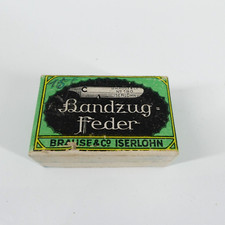 Bandzug-
Feder
BRAUSE & Co ISERLOHN